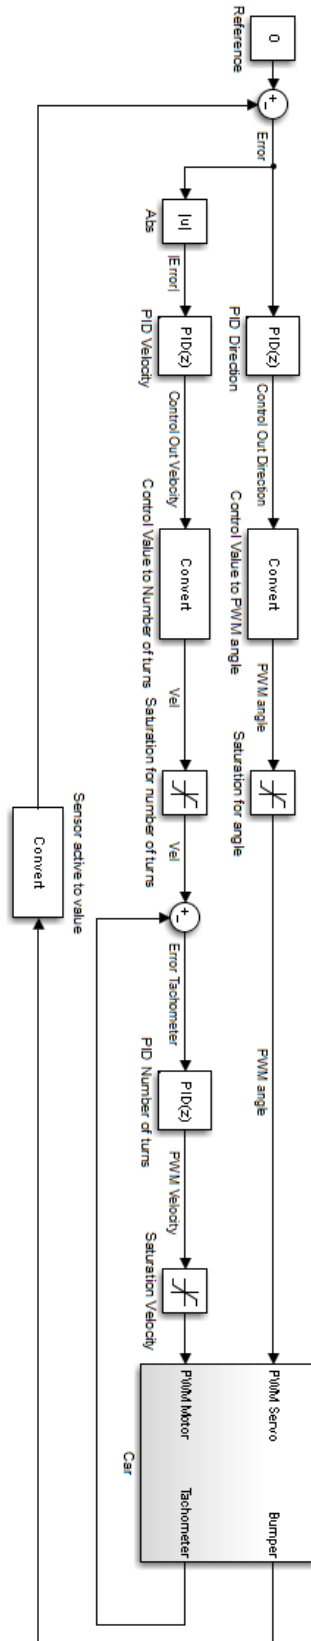 0
Reference
Error
PID(z)
PID Direction
Control Out Direction
Convert
Control Value to PWM angle
PWM angle
Saturation for angle
PWM angle
|u|
Abs
|Error|
PID(z)
PID Velocity
Control Out Velocity
Convert
Control Value to Number of turns
Vel
Saturation for number of turns
Vel
Error Tachometer
PID(z)
PID Number of turns
PWM Velocity
Saturation Velocity
PWM Servo
Bumper
PWM Motor
Tachometer
Car
Sensor active to value
Convert